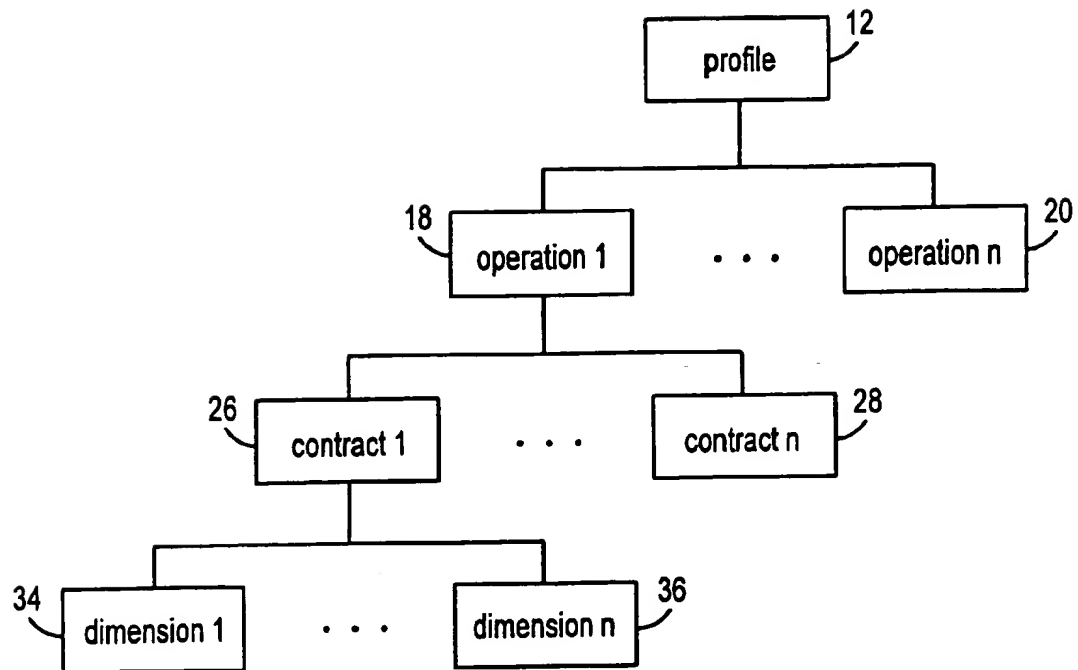 12
profile
18
operation 1
. . .
operation n
20
26
contract 1
. . .
contract n
28
34
dimension 1
. . .
dimension n
36